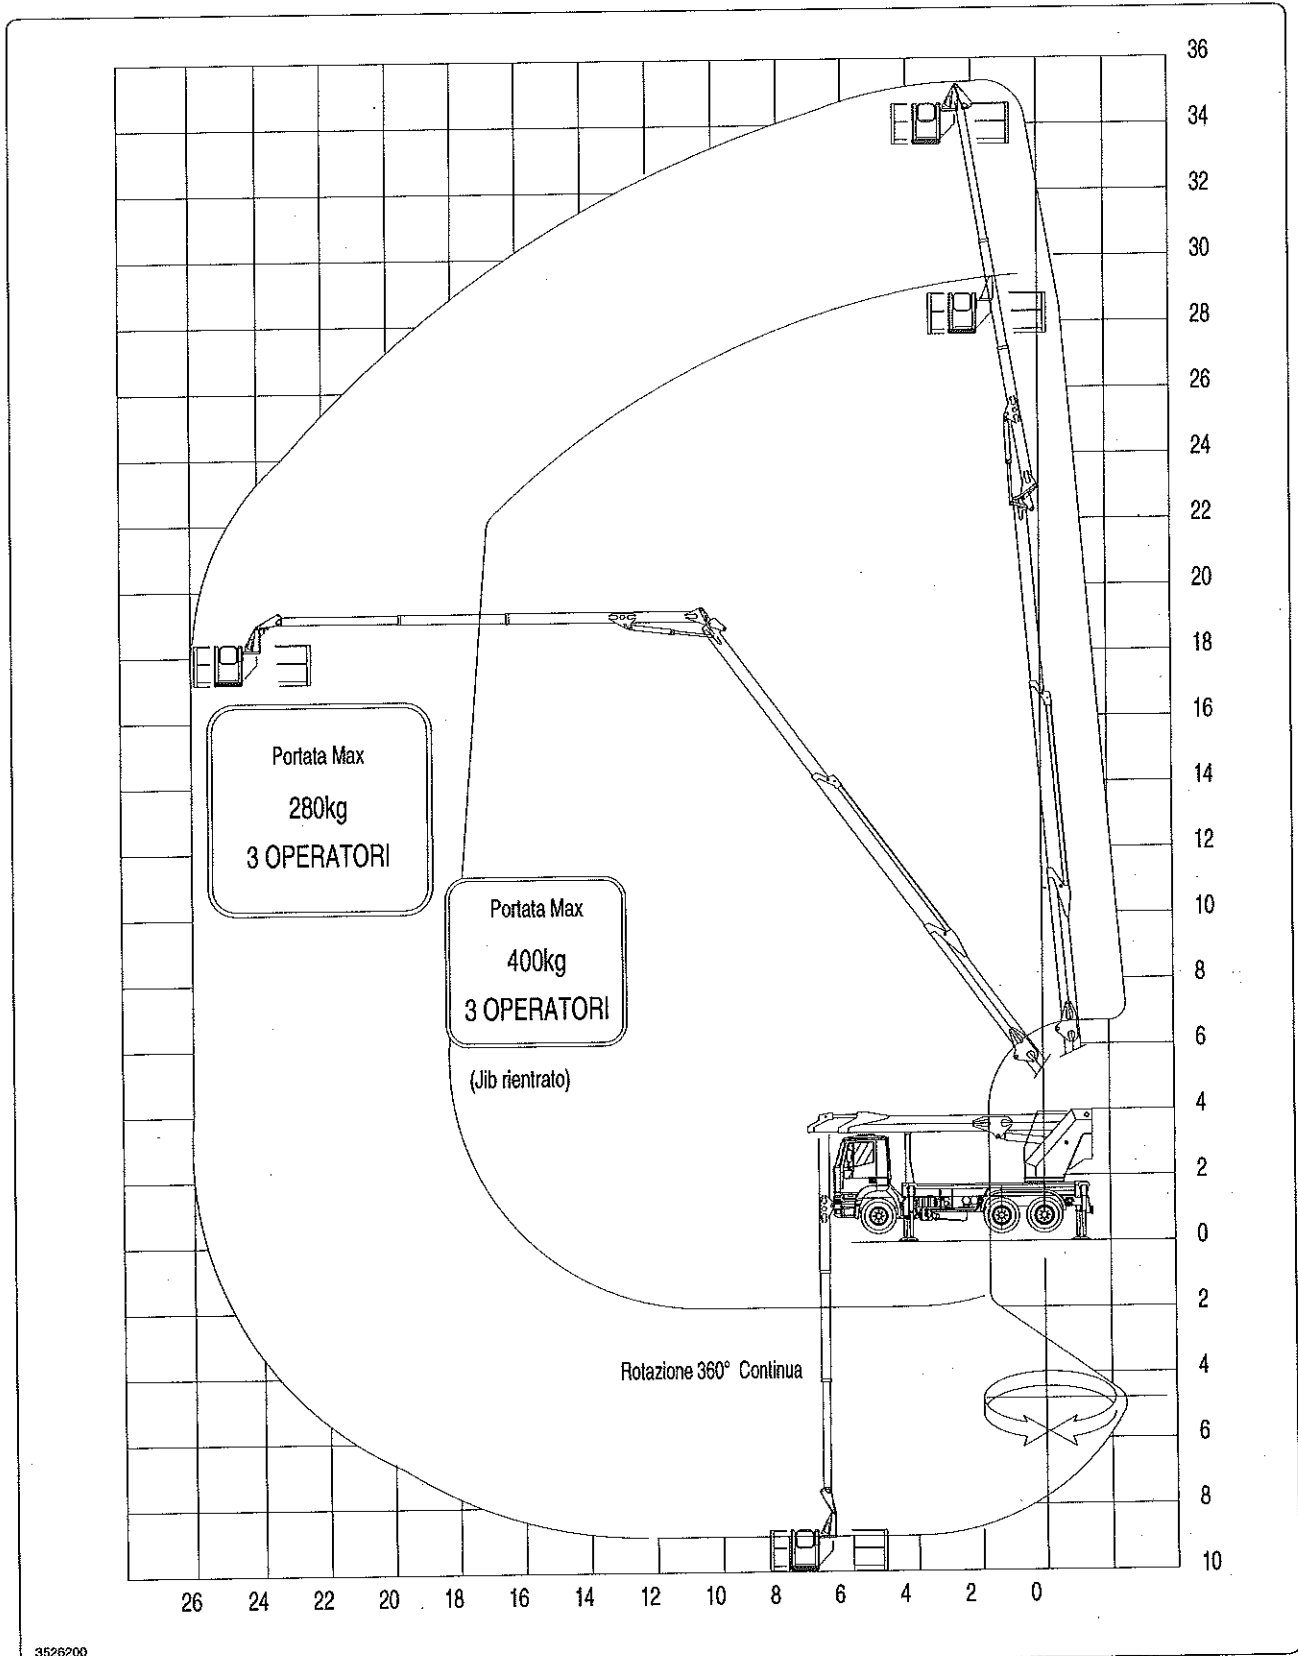 36
34
32
30
28
26
24
22
20
18
16
14
12
10
8
6
4
2
0
2
4
6
8
10
Portata Max
280kg
3 OPERATORI
Portata Max
400kg
3 OPERATORI
(Jib rientrato)
Rotazione 360° Continua
26 24 22 20 18 16 14 12 10 8 6 4 2 0
3526200